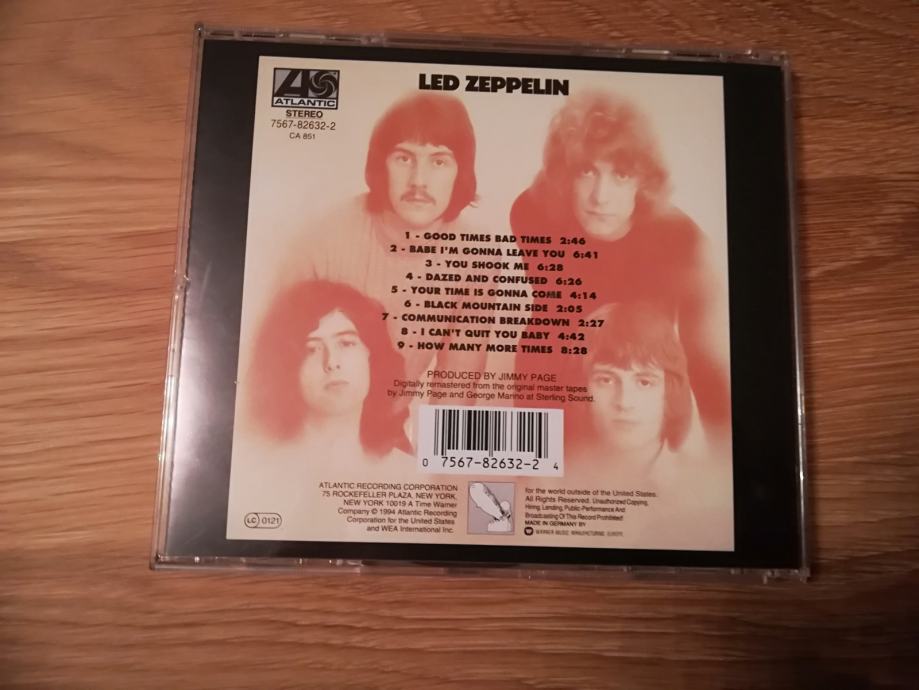 ATLANTIC
STEREO
7567-82632-2
CA 851
LED ZEPPELIN
1 - GOOD TIMES BAD TIMES 2:46
2 - BABE I'M GONNA LEAVE YOU 6:41
3 - YOU SHOOK ME 6:28
4 - DAZED AND CONFUSED 6:26
5 - YOUR TIME IS GONNA COME 4:14
6 - BLACK MOUNTAIN SIDE 2:05
7 - COMMUNICATION BREAKDOWN 2:27
8 - I CAN'T QUIT YOU BABY 4:42
9 - HOW MANY MORE TIMES 8:28
PRODUCED BY JIMMY PAGE
Digitally remastered from the original master tapes
by Jimmy Page and George Marino at Sterling Sound.
0 7567-82632-2 4
ATLANTIC RECORDING CORPORATION
75 ROCKEFELLER PLAZA, NEW YORK,
NEW YORK 10019 A Time Warner
Company © 1994 Atlantic Recording
Corporation for the United States
and WEA International Inc.
for the world outside of the United States.
All Rights Reserved. Unauthorized Copying,
Hiring, Lending, Public Performance And
Broadcasting Of This Record Prohibited!
MADE IN GERMANY BY
WARNER MUSIC MANUFACTURING EUROPE.
LC 0121